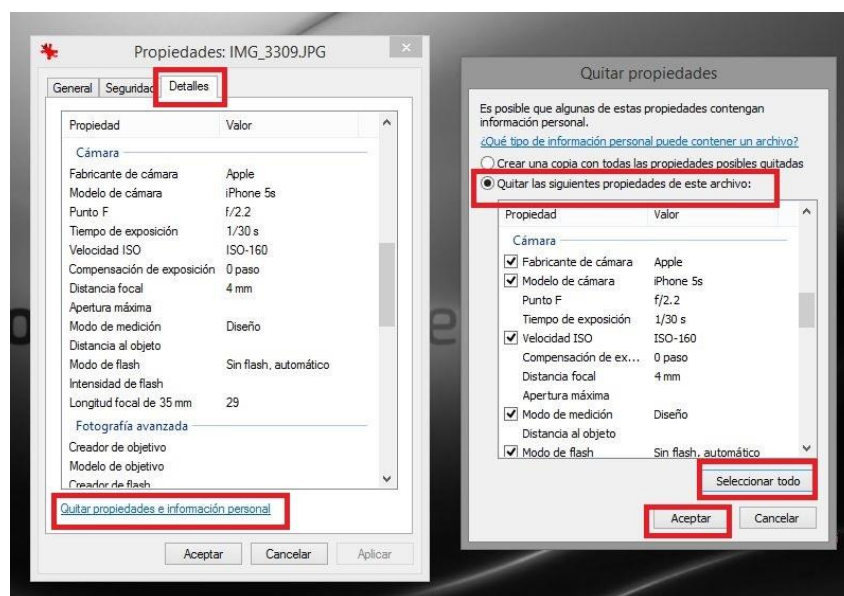 Propiedades: IMG_3309.JPG
General Seguridad Detalles
Propiedad Valor
Cámara
Fabricante de cámara Apple
Modelo de cámara iPhone 5s
Punto F f/2.2
Tiempo de exposición 1/30 s
Velocidad ISO ISO-160
Compensación de exposición 0 paso
Distancia focal 4 mm
Apertura máxima
Modo de medición Diseño
Distancia al objeto
Modo de flash Sin flash, automático
Intensidad de flash
Longitud focal de 35 mm 29
Fotografía avanzada
Creador de objetivo
Modelo de objetivo
Creador de flash
Quitar propiedades e información personal
Aceptar Cancelar Aplicar
Quitar propiedades
Es posible que algunas de estas propiedades contengan
información personal.
¿Qué tipo de información personal puede contener un archivo?
Crear una copia con todas las propiedades posibles quitadas
Quitar las siguientes propiedades de este archivo:
Propiedad Valor
Cámara
Fabricante de cámara Apple
Modelo de cámara iPhone 5s
Punto F f/2.2
Tiempo de exposición 1/30 s
Velocidad ISO ISO-160
Compensación de ex... 0 paso
Distancia focal 4 mm
Apertura máxima
Modo de medición Diseño
Distancia al objeto
Modo de flash Sin flash, automático
Seleccionar todo
Aceptar Cancelar